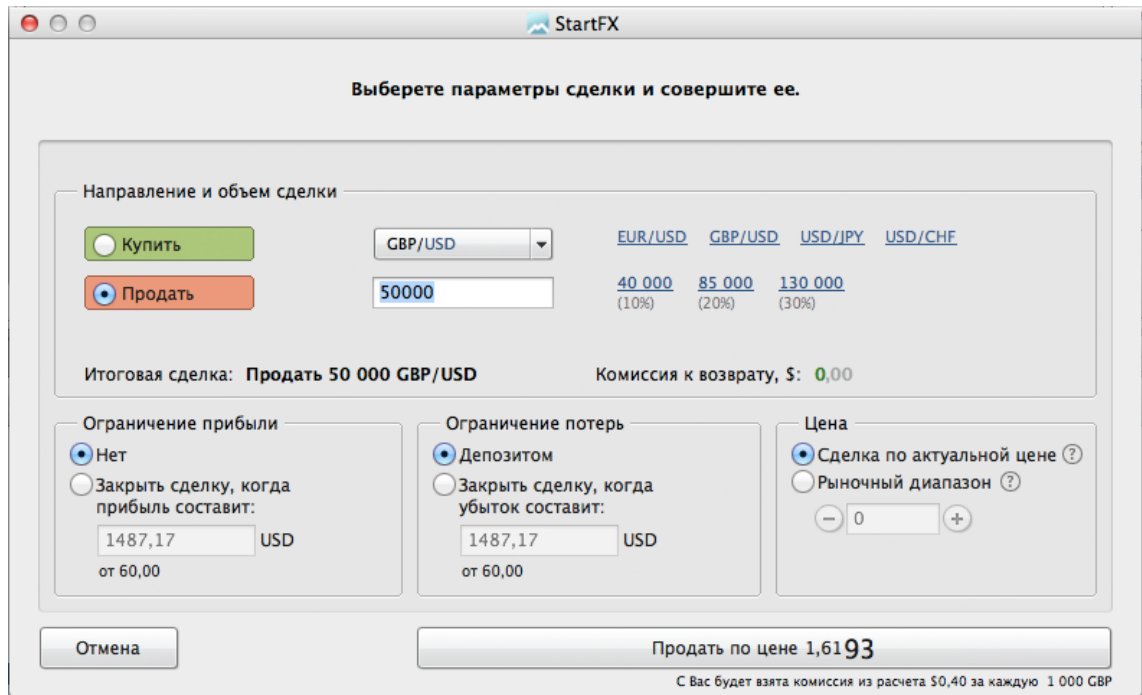 StartFX
Выберете параметры сделки и совершите ее.
Направление и объем сделки
Купить GBP/USD EUR/USD GBP/USD USD/JPY USD/CHF
Продать 50000 40 000 85 000 130 000
(10%) (20%) (30%)
Итоговая сделка: Продать 50 000 GBP/USD Комиссия к возврату, $: 0,00
Ограничение прибыли
Нет
Закрыть сделку, когда
прибыль составит:
1487,17 USD
от 60,00
Ограничение потерь
Депозитом
Закрыть сделку, когда
убыток составит:
1487,17 USD
от 60,00
Цена
Сделка по актуальной цене ?
Рыночный диапазон ?
− 0 +
Отмена
Продать по цене 1,6193
С Вас будет взята комиссия из расчета $0,40 за каждую 1 000 GBP